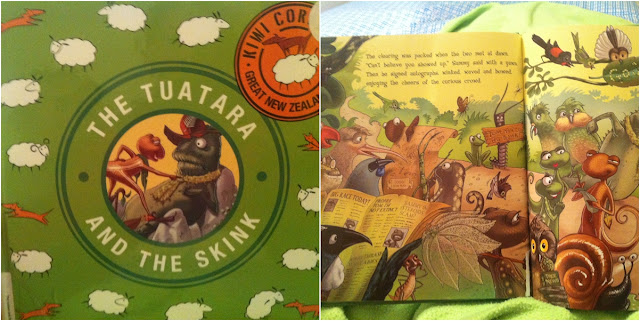 KIWI COR
GREAT NEW ZEALA
THE TUATARA
AND THE SKINK
The clearing was packed when the two met at dawn.
"Can't believe you showed up," Sammy said with a yawn.
Then he signed autographs, winked, waved and bowed
enjoying the cheers of the curious crowd.